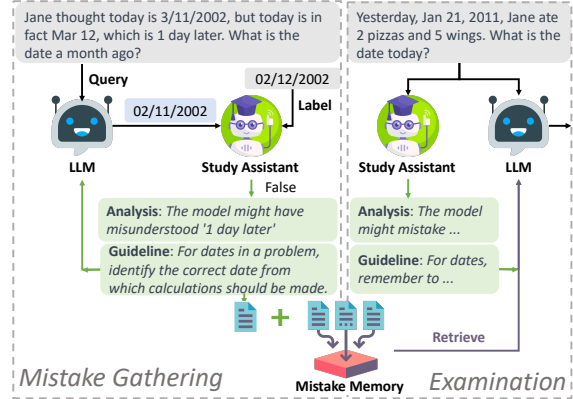 Jane thought today is 3/11/2002, but today is in
fact Mar 12, which is 1 day later. What is the
date a month ago?
Query
02/11/2002
02/12/2002
Label
LLM
Study Assistant
False
Analysis: The model might have
misunderstood '1 day later'
Guideline: For dates in a problem,
identify the correct date from
which calculations should be made.
Mistake Gathering
Mistake Memory
Yesterday, Jan 21, 2011, Jane ate
2 pizzas and 5 wings. What is the
date today?
Study Assistant
LLM
Analysis: The model
might mistake ...
Guideline: For dates,
remember to ...
Retrieve
Examination